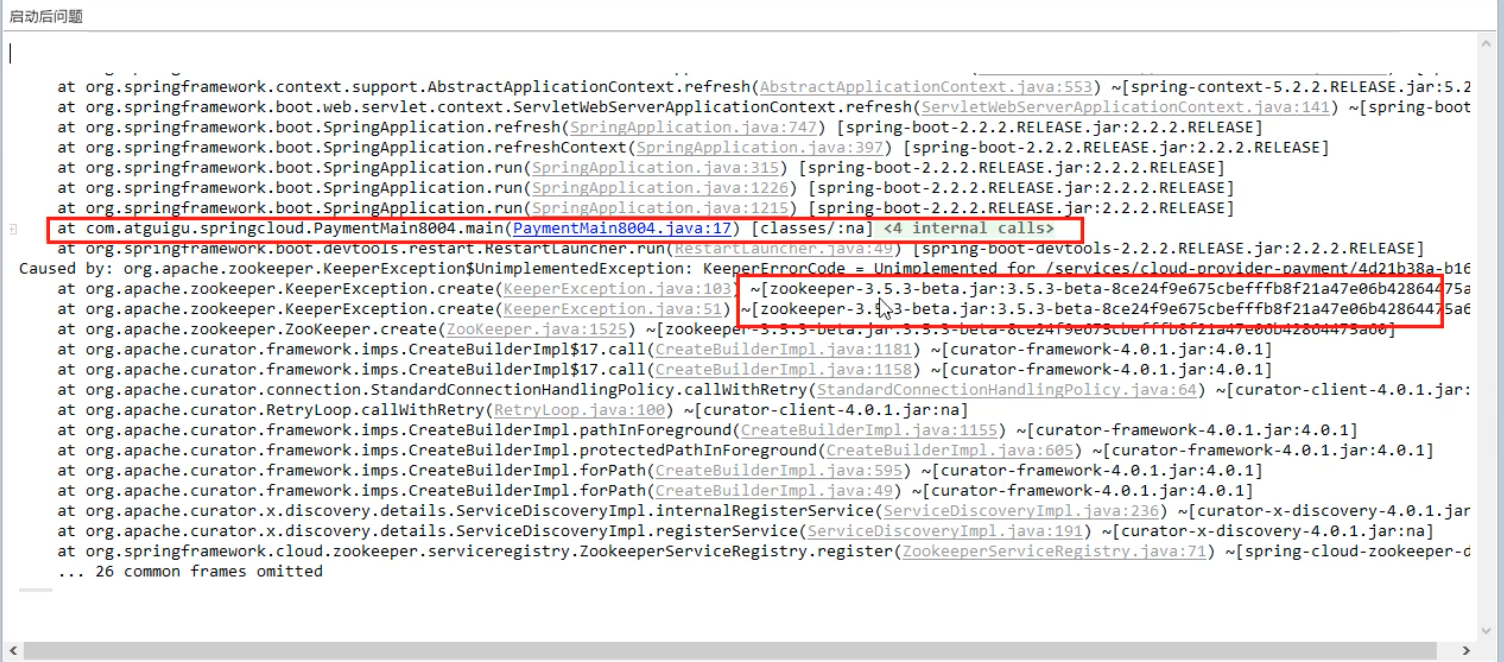 启动后问题
at org.springframework.context.support.AbstractApplicationContext.refresh(AbstractApplicationContext.java:553) ~[spring-context-5.2.2.RELEASE.jar:5.2
at org.springframework.boot.web.servlet.context.ServletWebServerApplicationContext.refresh(ServletWebServerApplicationContext.java:141) ~[spring-boot
at org.springframework.boot.SpringApplication.refresh(SpringApplication.java:747) [spring-boot-2.2.2.RELEASE.jar:2.2.2.RELEASE]
at org.springframework.boot.SpringApplication.refreshContext(SpringApplication.java:397) [spring-boot-2.2.2.RELEASE.jar:2.2.2.RELEASE]
at org.springframework.boot.SpringApplication.run(SpringApplication.java:315) [spring-boot-2.2.2.RELEASE.jar:2.2.2.RELEASE]
at org.springframework.boot.SpringApplication.run(SpringApplication.java:1226) [spring-boot-2.2.2.RELEASE.jar:2.2.2.RELEASE]
at org.springframework.boot.SpringApplication.run(SpringApplication.java:1215) [spring-boot-2.2.2.RELEASE.jar:2.2.2.RELEASE]
at com.atguigu.springcloud.PaymentMain8004.main(PaymentMain8004.java:17) [classes/:na] <4 internal calls>
at org.springframework.boot.devtools.restart.RestartLauncher.run(RestartLauncher.java:49) [spring-boot-devtools-2.2.2.RELEASE.jar:2.2.2.RELEASE]
Caused by: org.apache.zookeeper.KeeperException$UnimplementedException: KeeperErrorCode = Unimplemented for /services/cloud-provider-payment/4d21b38a-b16
at org.apache.zookeeper.KeeperException.create(KeeperException.java:103) ~[zookeeper-3.5.3-beta.jar:3.5.3-beta-8ce24f9e675cbefffb8f21a47e06b42864475a
at org.apache.zookeeper.KeeperException.create(KeeperException.java:51) ~[zookeeper-3.5.3-beta.jar:3.5.3-beta-8ce24f9e675cbefffb8f21a47e06b42864475a6
at org.apache.zookeeper.ZooKeeper.create(ZooKeeper.java:1525) ~[zookeeper-3.5.3-beta.jar:3.5.3-beta-8ce24f9e675cbefffb8f21a47e06b42864475a60]
at org.apache.curator.framework.imps.CreateBuilderImpl$17.call(CreateBuilderImpl.java:1181) ~[curator-framework-4.0.1.jar:4.0.1]
at org.apache.curator.framework.imps.CreateBuilderImpl$17.call(CreateBuilderImpl.java:1158) ~[curator-framework-4.0.1.jar:4.0.1]
at org.apache.curator.connection.StandardConnectionHandlingPolicy.callWithRetry(StandardConnectionHandlingPolicy.java:64) ~[curator-client-4.0.1.jar:
at org.apache.curator.RetryLoop.callWithRetry(RetryLoop.java:100) ~[curator-client-4.0.1.jar:na]
at org.apache.curator.framework.imps.CreateBuilderImpl.pathInForeground(CreateBuilderImpl.java:1155) ~[curator-framework-4.0.1.jar:4.0.1]
at org.apache.curator.framework.imps.CreateBuilderImpl.protectedPathInForeground(CreateBuilderImpl.java:605) ~[curator-framework-4.0.1.jar:4.0.1]
at org.apache.curator.framework.imps.CreateBuilderImpl.forPath(CreateBuilderImpl.java:595) ~[curator-framework-4.0.1.jar:4.0.1]
at org.apache.curator.framework.imps.CreateBuilderImpl.forPath(CreateBuilderImpl.java:49) ~[curator-framework-4.0.1.jar:4.0.1]
at org.apache.curator.x.discovery.details.ServiceDiscoveryImpl.internalRegisterService(ServiceDiscoveryImpl.java:236) ~[curator-x-discovery-4.0.1.jar
at org.apache.curator.x.discovery.details.ServiceDiscoveryImpl.registerService(ServiceDiscoveryImpl.java:191) ~[curator-x-discovery-4.0.1.jar:na]
at org.springframework.cloud.zookeeper.serviceregistry.ZookeeperServiceRegistry.register(ZookeeperServiceRegistry.java:71) ~[spring-cloud-zookeeper-d
... 26 common frames omitted